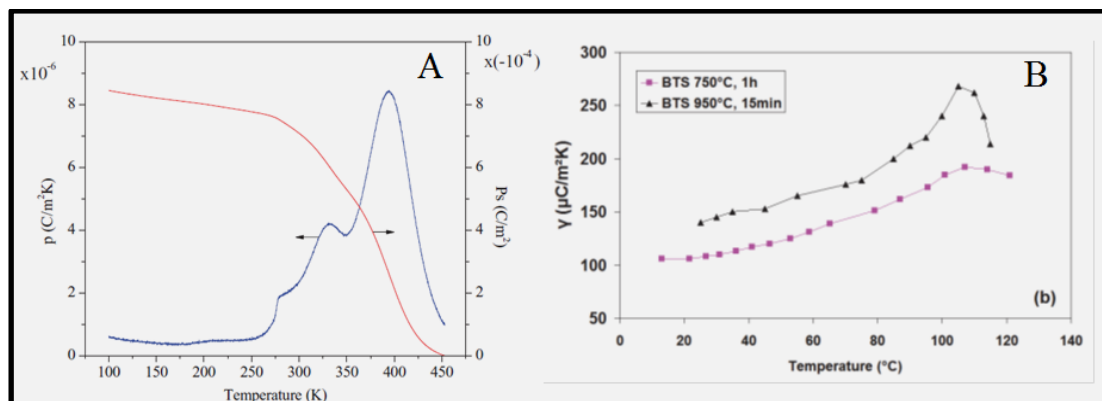 A
10
8
6
4
2
0
x10⁻⁶
p (C/m²K)
10
8
6
4
2
0
x(-10⁻⁴)
Ps (C/m²)
100 150 200 250 300 350 400 450
Temperature (K)
B
300
250
200
150
100
50
γ (μC/m²K)
BTS 750°C, 1h
BTS 950°C, 15min
(b)
0 20 40 60 80 100 120 140
Temperature (°C)